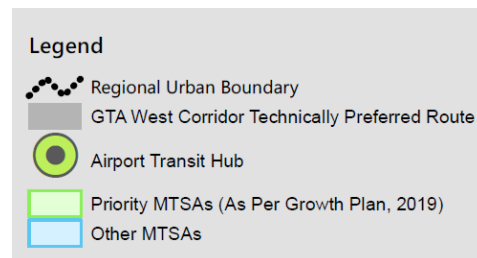 Legend
Regional Urban Boundary
GTA West Corridor Technically Preferred Route
Airport Transit Hub
Priority MTSAs (As Per Growth Plan, 2019)
Other MTSAs